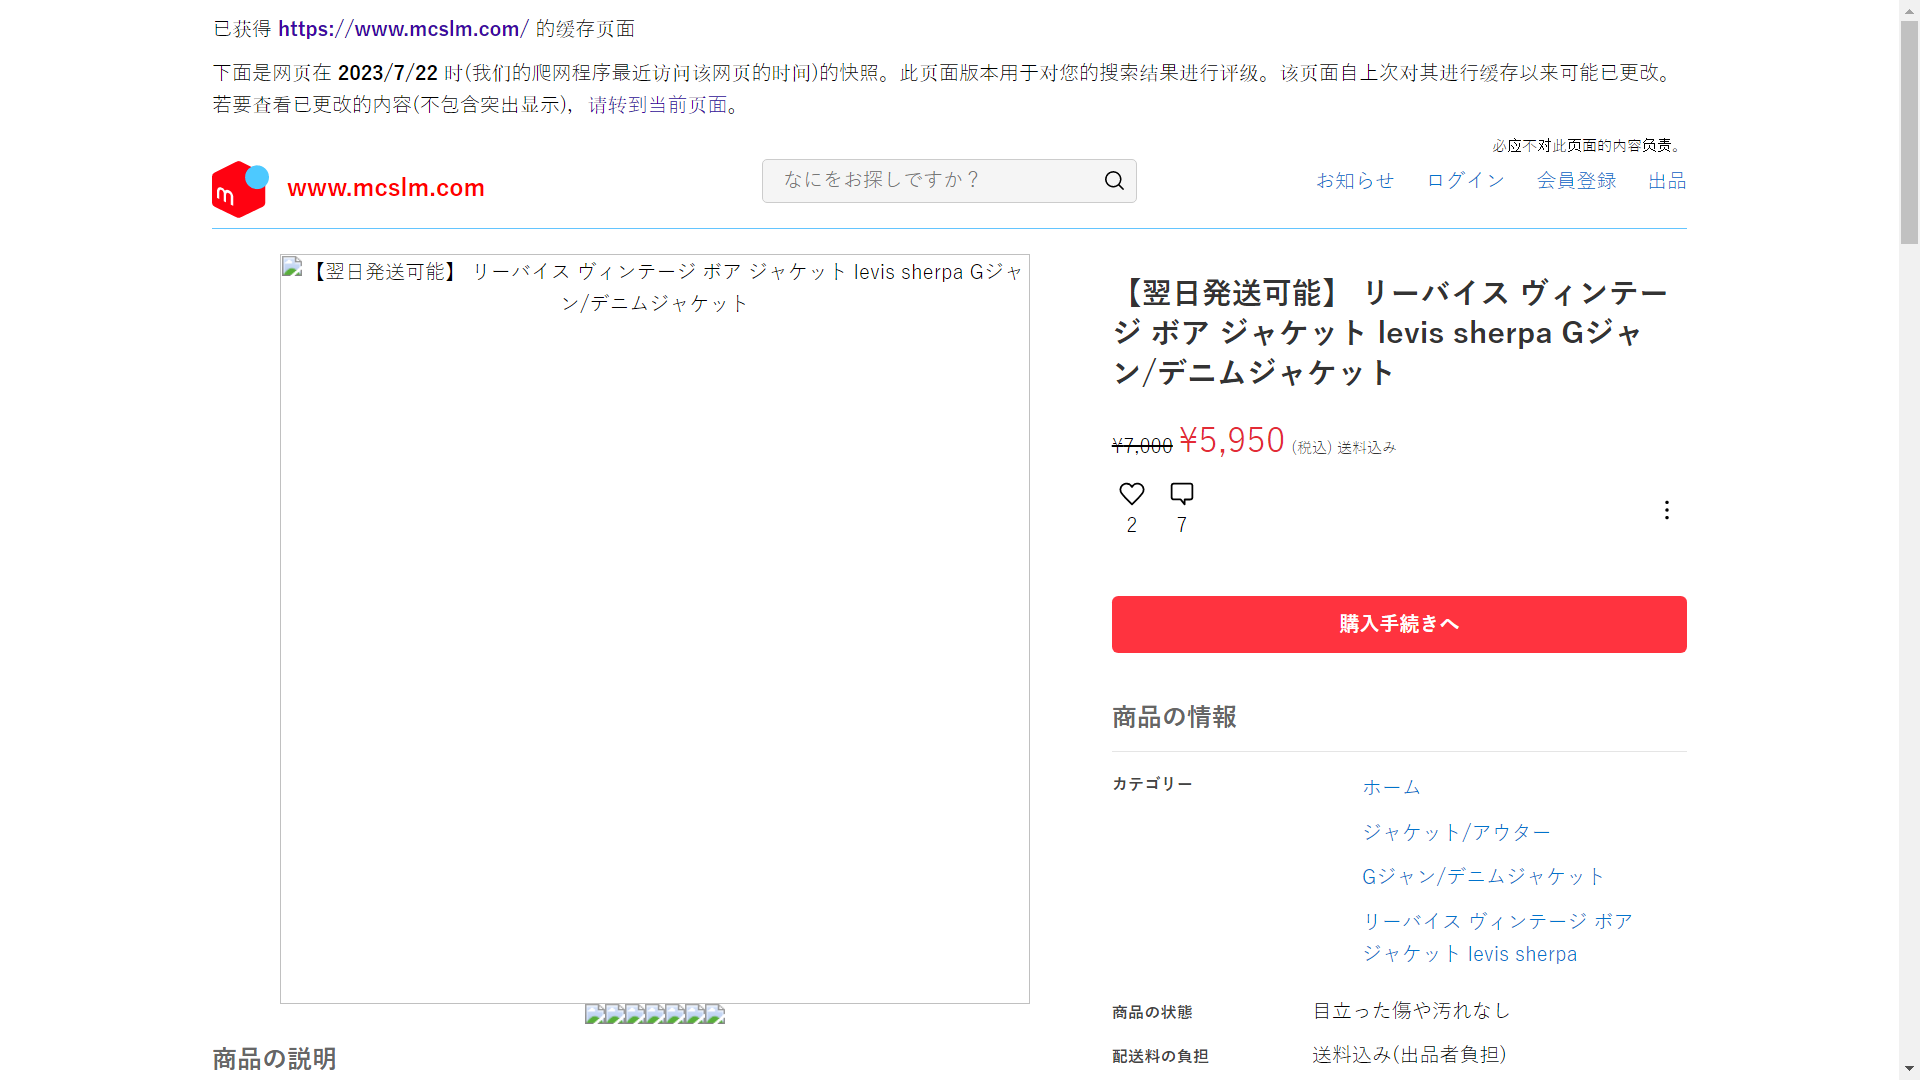 已获得 https://www.mcslm.com/ 的缓存页面
下面是网页在 2023/7/22 时(我们的爬网程序最近访问该网页的时间)的快照。此页面版本用于对您的搜索结果进行评级。该页面自上次对其进行缓存以来可能已更改。
若要查看已更改的内容(不包含突出显示)，请转到当前页面。
必应不对此页面的内容负责。
m
www.mcslm.com
なにをお探しですか？
お知らせ
ログイン
会員登録
出品
【翌日発送可能】 リーバイス ヴィンテージ ボア ジャケット levis sherpa Gジャ
ン/デニムジャケット
【翌日発送可能】 リーバイス ヴィンテー
ジ ボア ジャケット levis sherpa Gジャ
ン/デニムジャケット
¥7,000 ¥5,950 (税込) 送料込み
2
7
購入手続きへ
商品の情報
カテゴリー
ホーム
ジャケット/アウター
Gジャン/デニムジャケット
リーバイス ヴィンテージ ボア
ジャケット levis sherpa
商品の状態
目立った傷や汚れなし
配送料の負担
送料込み(出品者負担)
商品の説明